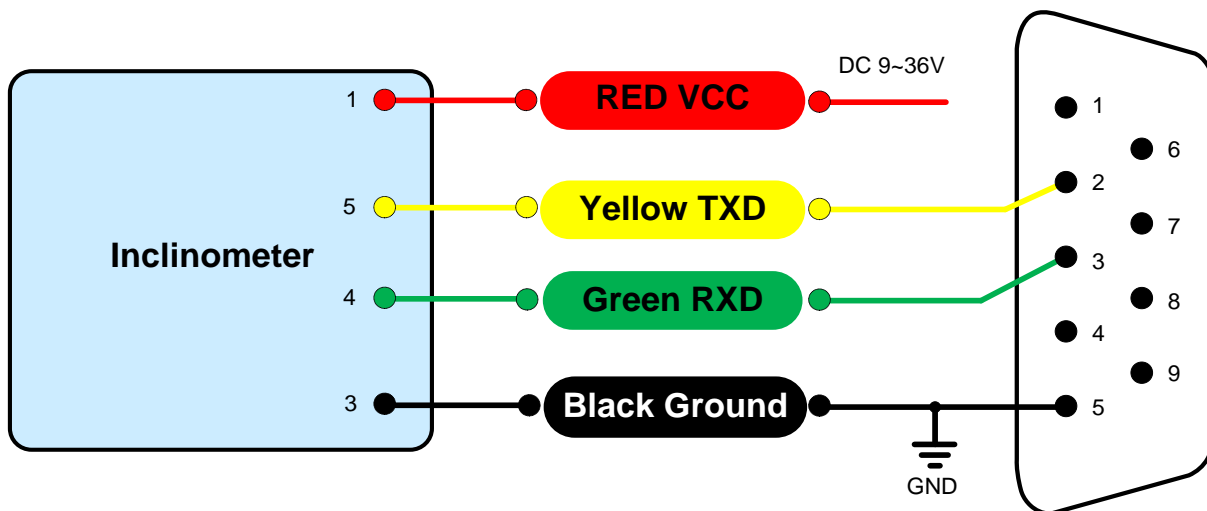 DC 9~36V
1
RED VCC
1
6
5
Yellow TXD
2
7
Inclinometer
3
4
Green RXD
8
4
9
3
Black Ground
5
GND